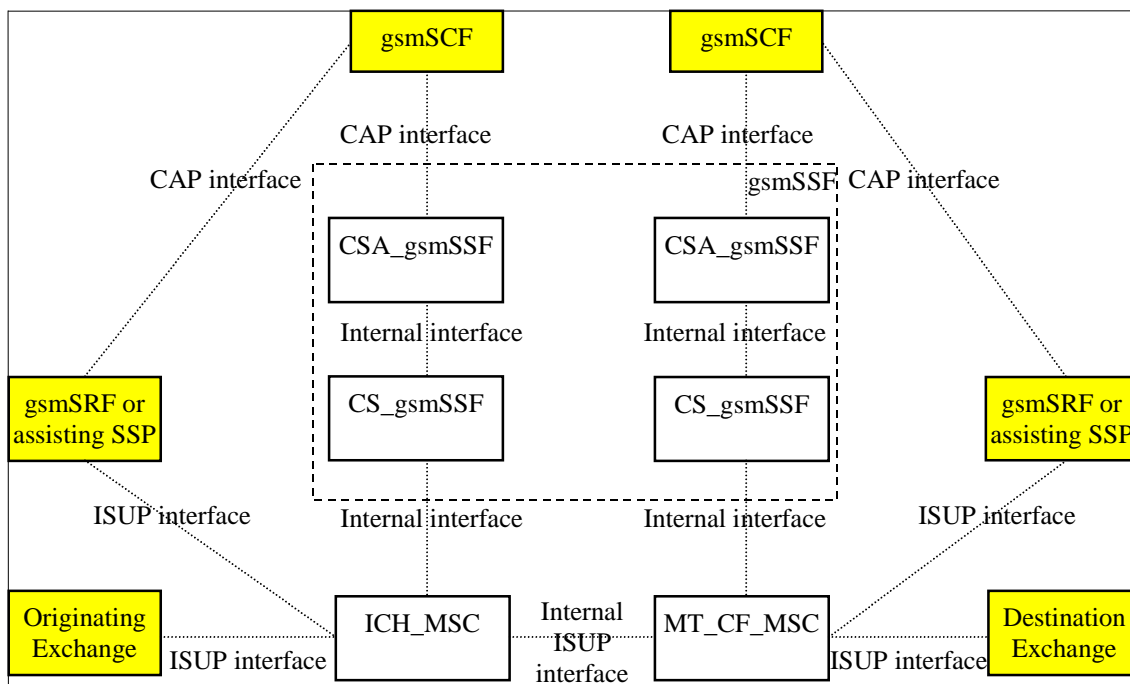 gsmSCF
gsmSCF
CAP interface
CAP interface
CAP interface
gsmSSF
CAP interface
CSA_gsmSSF
CSA_gsmSSF
Internal interface
Internal interface
gsmSRF or
assisting SSP
CS_gsmSSF
CS_gsmSSF
gsmSRF or
assisting SSP
ISUP interface
Internal interface
Internal interface
ISUP interface
Originating
Exchange
ISUP interface
ICH_MSC
Internal
ISUP
interface
MT_CF_MSC
ISUP interface
Destination
Exchange